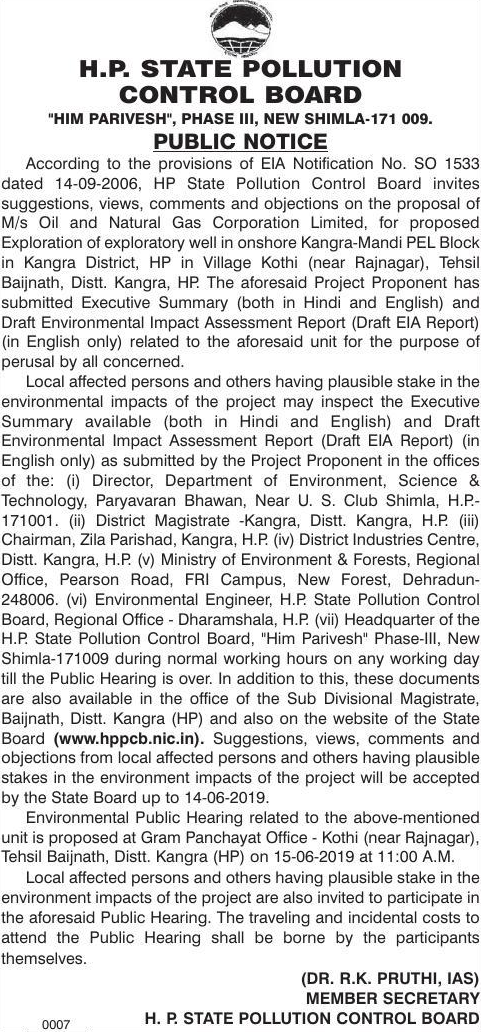 H.P. STATE POLLUTION
CONTROL BOARD
"HIM PARIVESH", PHASE III, NEW SHIMLA-171 009.
PUBLIC NOTICE
According to the provisions of EIA Notification No. SO 1533
dated 14-09-2006, HP State Pollution Control Board invites
suggestions, views, comments and objections on the proposal of
M/s Oil and Natural Gas Corporation Limited, for proposed
Exploration of exploratory well in onshore Kangra-Mandi PEL Block
in Kangra District, HP in Village Kothi (near Rajnagar), Tehsil
Baijnath, Distt. Kangra, HP. The aforesaid Project Proponent has
submitted Executive Summary (both in Hindi and English) and
Draft Environmental Impact Assessment Report (Draft EIA Report)
(in English only) related to the aforesaid unit for the purpose of
perusal by all concerned.
Local affected persons and others having plausible stake in the
environmental impacts of the project may inspect the Executive
Summary available (both in Hindi and English) and Draft
Environmental Impact Assessment Report (Draft EIA Report) (in
English only) as submitted by the Project Proponent in the offices
of the: (i) Director, Department of Environment, Science &
Technology, Paryavaran Bhawan, Near U. S. Club Shimla, H.P.-
171001. (ii) District Magistrate -Kangra, Distt. Kangra, H.P. (iii)
Chairman, Zila Parishad, Kangra, H.P. (iv) District Industries Centre,
Distt. Kangra, H.P. (v) Ministry of Environment & Forests, Regional
Office, Pearson Road, FRI Campus, New Forest, Dehradun-
248006. (vi) Environmental Engineer, H.P. State Pollution Control
Board, Regional Office - Dharamshala, H.P. (vii) Headquarter of the
H.P. State Pollution Control Board, "Him Parivesh" Phase-III, New
Shimla-171009 during normal working hours on any working day
till the Public Hearing is over. In addition to this, these documents
are also available in the office of the Sub Divisional Magistrate,
Baijnath, Distt. Kangra (HP) and also on the website of the State
Board (www.hppcb.nic.in). Suggestions, views, comments and
objections from local affected persons and others having plausible
stakes in the environment impacts of the project will be accepted
by the State Board up to 14-06-2019.
Environmental Public Hearing related to the above-mentioned
unit is proposed at Gram Panchayat Office - Kothi (near Rajnagar),
Tehsil Baijnath, Distt. Kangra (HP) on 15-06-2019 at 11:00 A.M.
Local affected persons and others having plausible stake in the
environment impacts of the project are also invited to participate in
the aforesaid Public Hearing. The traveling and incidental costs to
attend the Public Hearing shall be borne by the participants
themselves.
(DR. R.K. PRUTHI, IAS)
MEMBER SECRETARY
0007 H. P. STATE POLLUTION CONTROL BOARD